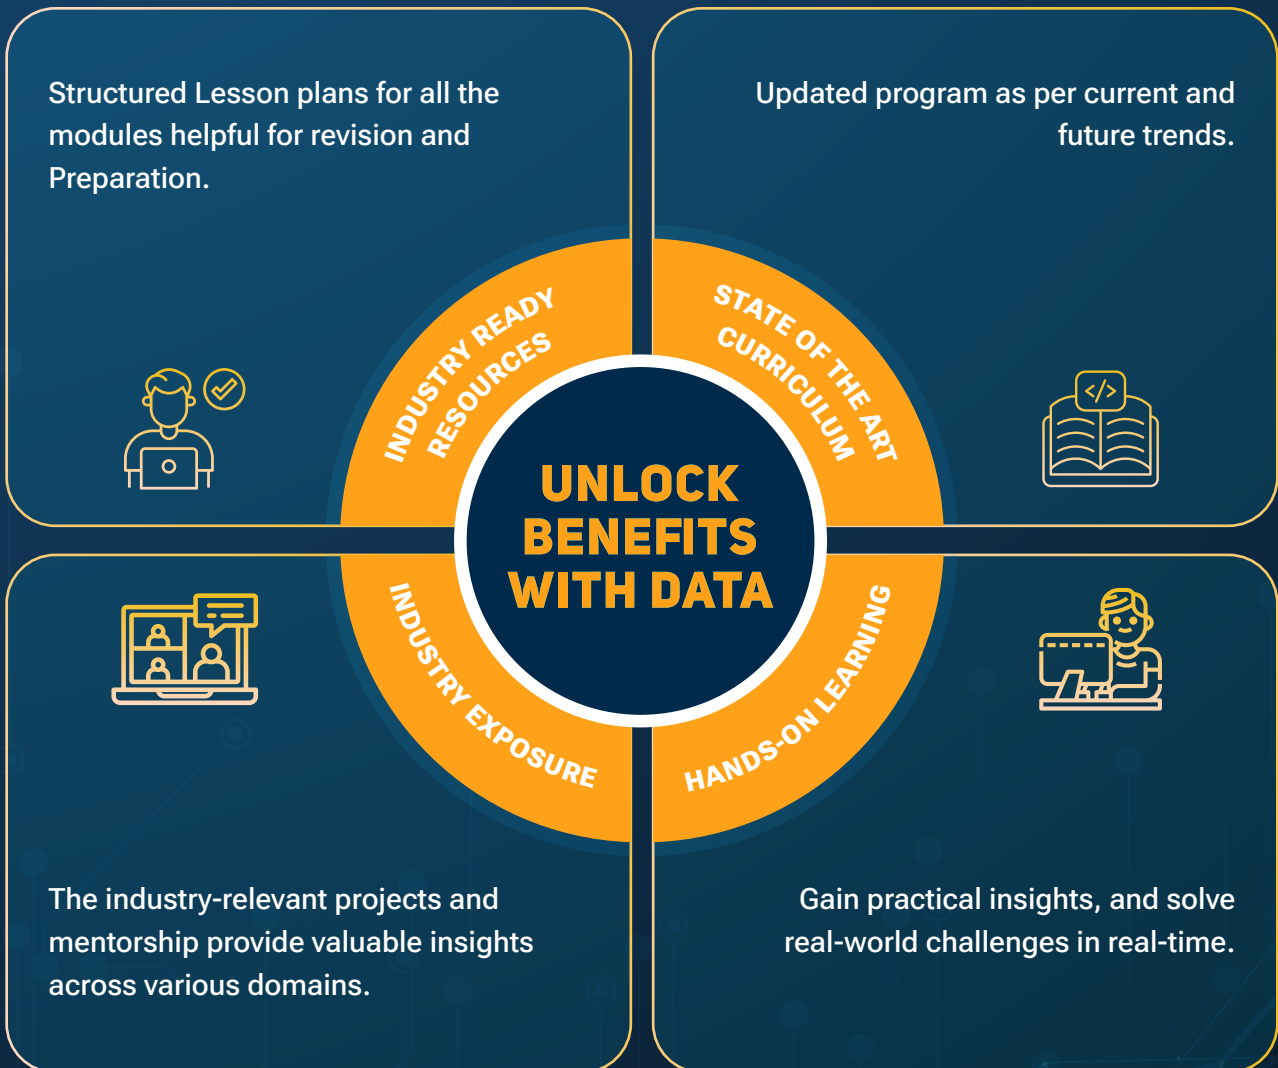 Structured Lesson plans for all the
modules helpful for revision and
Preparation.
Updated program as per current and
future trends.
INDUSTRY READY
RESOURCES
STATE OF THE ART
CURRICULUM
</>
UNLOCK
BENEFITS
WITH DATA
INDUSTRY EXPOSURE
HANDS-ON LEARNING
The industry-relevant projects and
mentorship provide valuable insights
across various domains.
Gain practical insights, and solve
real-world challenges in real-time.